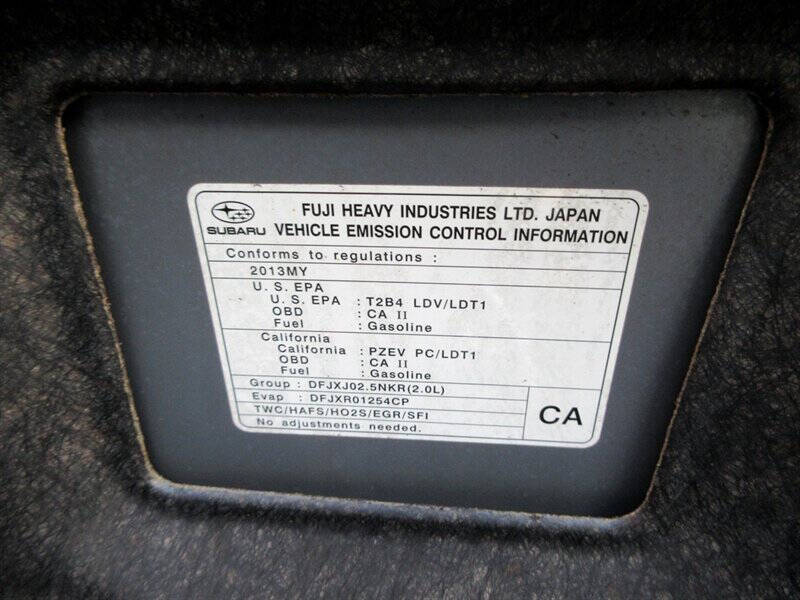 SUBARU
FUJI HEAVY INDUSTRIES LTD. JAPAN
VEHICLE EMISSION CONTROL INFORMATION
Conforms to regulations :
2013MY
U. S. EPA
U. S. EPA : T2B4 LDV/LDT1
OBD : CA II
Fuel : Gasoline
California
California : PZEV PC/LDT1
OBD : CA II
Fuel : Gasoline
Group : DFJXJ02.5NKR(2.0L)
Evap : DFJXR01254CP
TWC/HAFS/HO2S/EGR/SFI
No adjustments needed.
CA